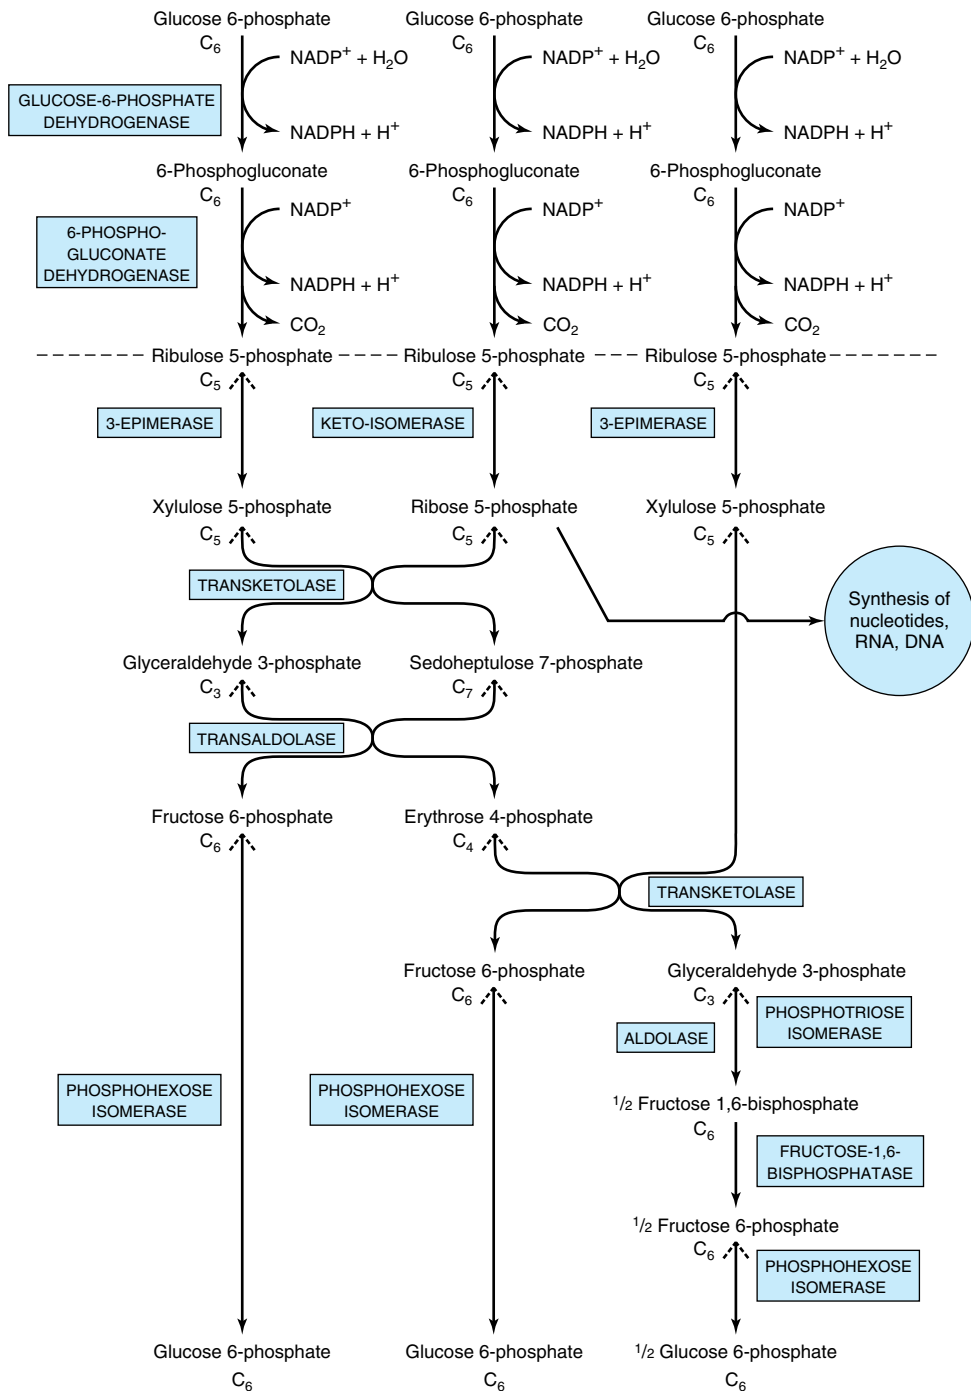 Glucose 6-phosphate Glucose 6-phosphate Glucose 6-phosphate
C6 C6 C6
NADP+ + H2O NADP+ + H2O NADP+ + H2O
GLUCOSE-6-PHOSPHATE
DEHYDROGENASE
NADPH + H+ NADPH + H+ NADPH + H+
6-Phosphogluconate 6-Phosphogluconate 6-Phosphogluconate
C6 C6 C6
NADP+ NADP+ NADP+
6-PHOSPHO-
GLUCONATE
DEHYDROGENASE
NADPH + H+ NADPH + H+ NADPH + H+
CO2 CO2 CO2
Ribulose 5-phosphate Ribulose 5-phosphate Ribulose 5-phosphate
C5 C5 C5
3-EPIMERASE KETO-ISOMERASE 3-EPIMERASE
Xylulose 5-phosphate Ribose 5-phosphate Xylulose 5-phosphate
C5 C5 C5
TRANSKETOLASE
Synthesis of
nucleotides,
RNA, DNA
Glyceraldehyde 3-phosphate Sedoheptulose 7-phosphate
C3 C7
TRANSALDOLASE
Fructose 6-phosphate Erythrose 4-phosphate
C6 C4
TRANSKETOLASE
Fructose 6-phosphate Glyceraldehyde 3-phosphate
C6 C3
PHOSPHOTRIOSE
ISOMERASE
ALDOLASE
PHOSPHOHEXOSE
ISOMERASE
PHOSPHOHEXOSE
ISOMERASE
1/2 Fructose 1,6-bisphosphate
C6
FRUCTOSE-1,6-
BISPHOSPHATASE
1/2 Fructose 6-phosphate
C6
PHOSPHOHEXOSE
ISOMERASE
Glucose 6-phosphate Glucose 6-phosphate 1/2 Glucose 6-phosphate
C6 C6 C6